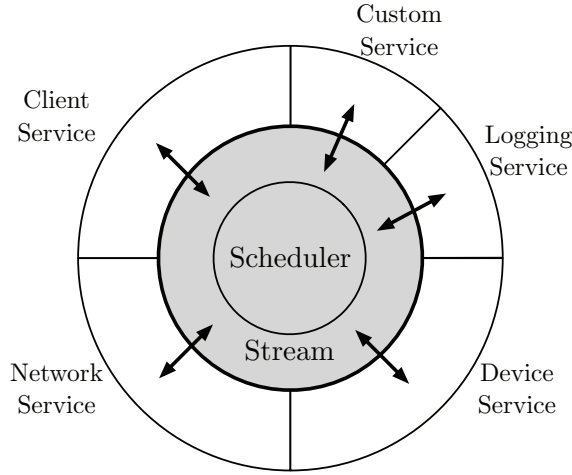 Custom
Service
Client
Service
Logging
Service
Scheduler
Stream
Network
Service
Device
Service